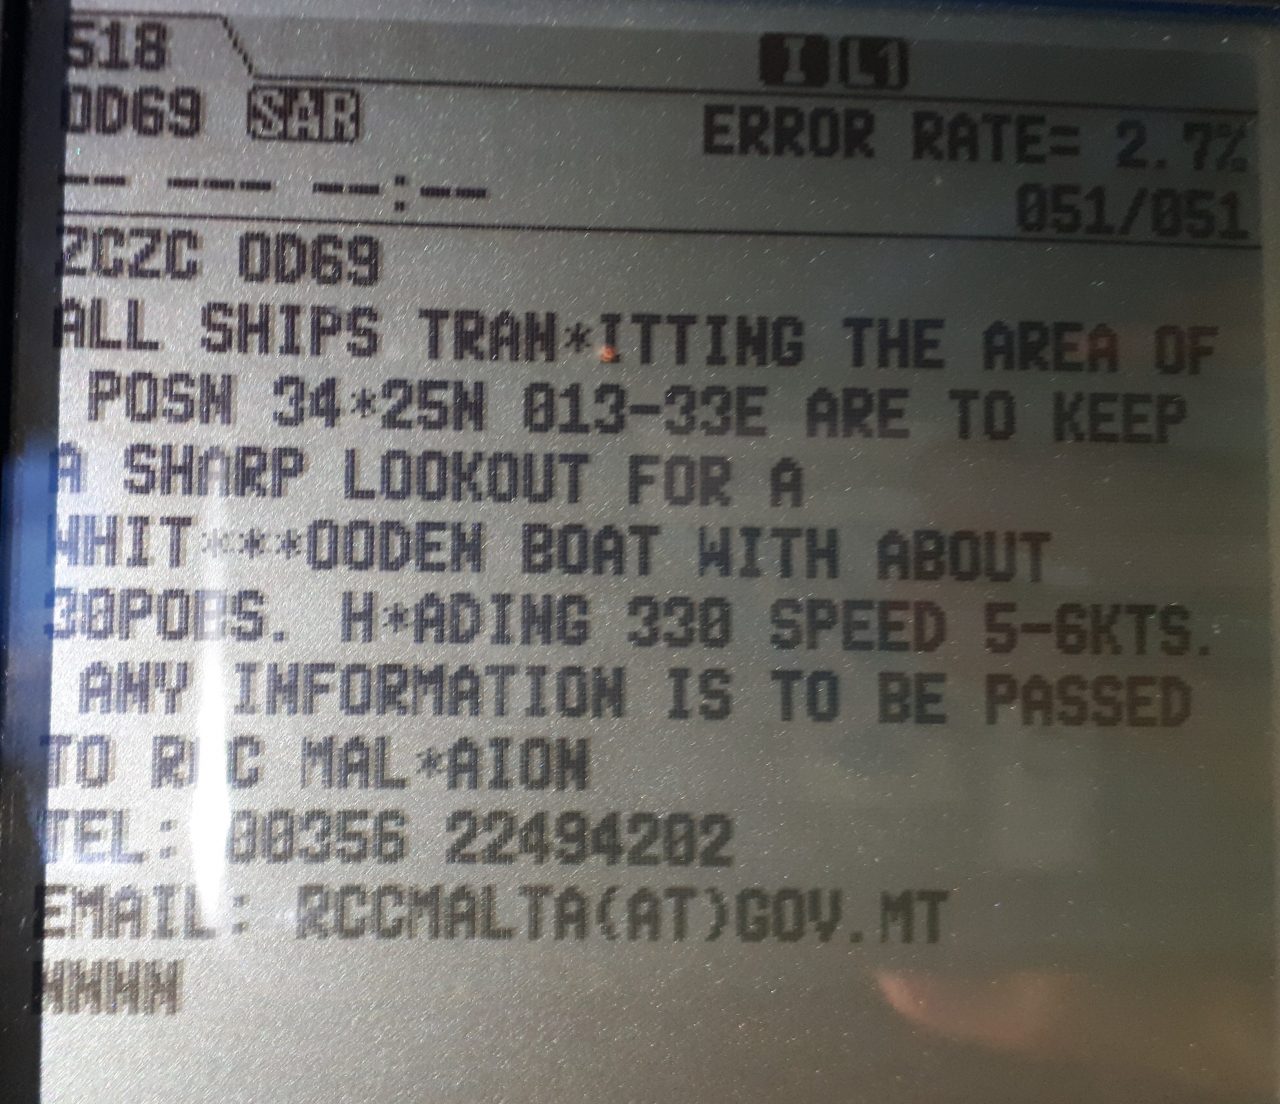 518 I L1
OD69 SAR ERROR RATE= 2.7%
-- --- --:--
051/051
ZCZC OD69
ALL SHIPS TRAN*ITTING THE AREA OF
POSN 34*25N 013-33E ARE TO KEEP
A SHARP LOOKOUT FOR A
WHIT***OODEN BOAT WITH ABOUT
30POBS. H*ADING 330 SPEED 5-6KTS.
ANY INFORMATION IS TO BE PASSED
TO RCC MAL*AION
TEL: 00356 22494202
EMAIL: RCCMALTA(AT)GOV.MT
NNNN